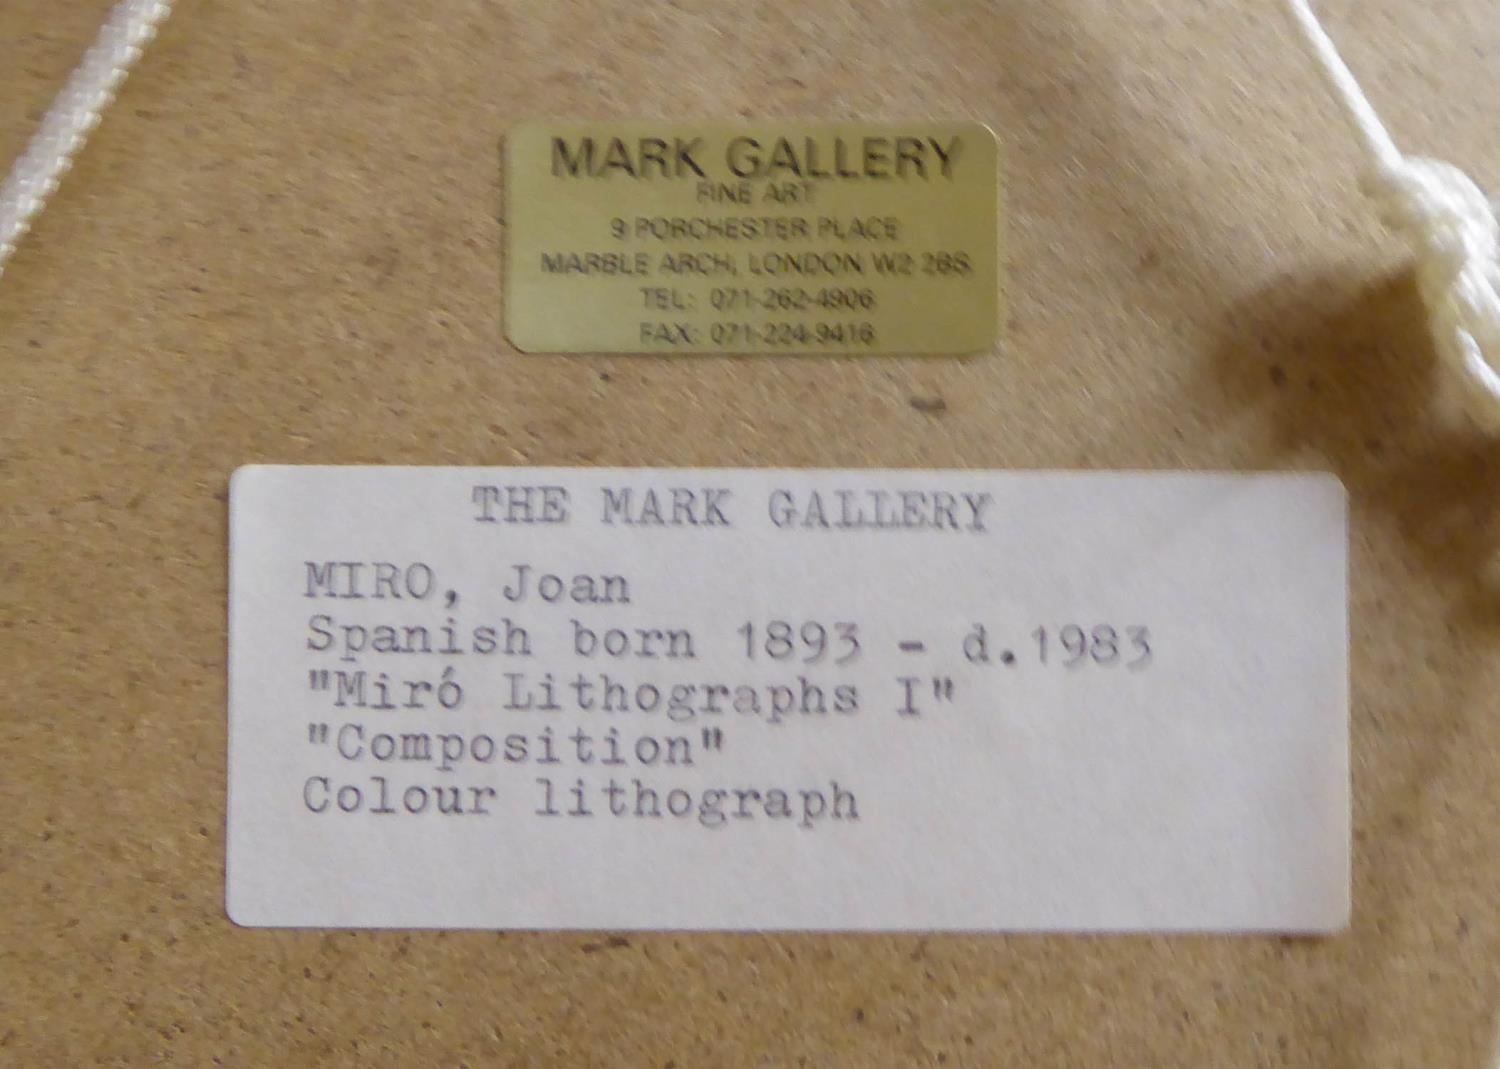 MARK GALLERY
FINE ART
9 PORCHESTER PLACE
MARBLE ARCH, LONDON W2 2BS
TEL: 071-262-4906
FAX: 071-224-9416
THE MARK GALLERY
MIRO, Joan
Spanish born 1893 - d.1983
"Miró Lithographs I"
"Composition"
Colour lithograph